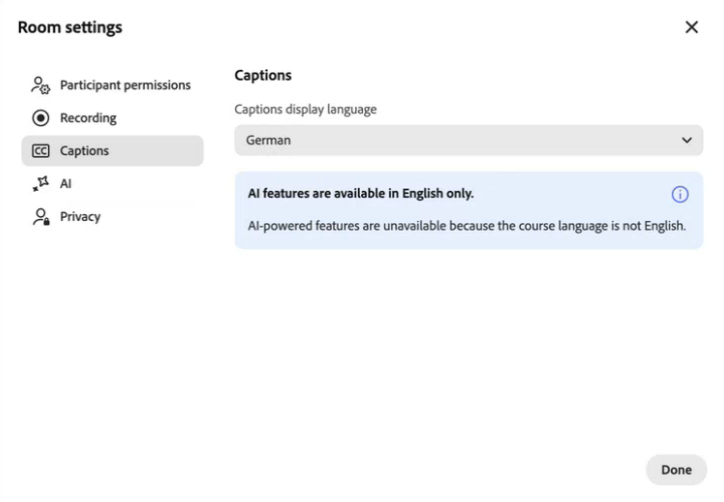 Room settings
Participant permissions
Recording
CC Captions
AI
Privacy
Captions
Captions display language
German
AI features are available in English only.
AI-powered features are unavailable because the course language is not English.
Done